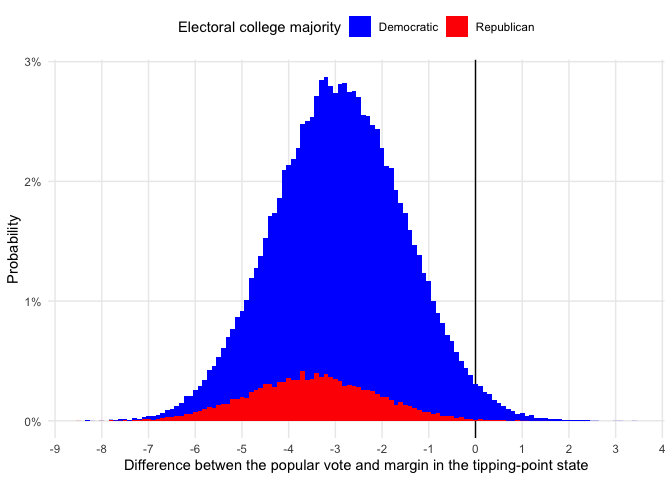 Electoral college majority Democratic Republican
3%
2%
1%
0%
Probability
-9 -8 -7 -6 -5 -4 -3 -2 -1 0 1 2 3 4
Difference betwen the popular vote and margin in the tipping-point state